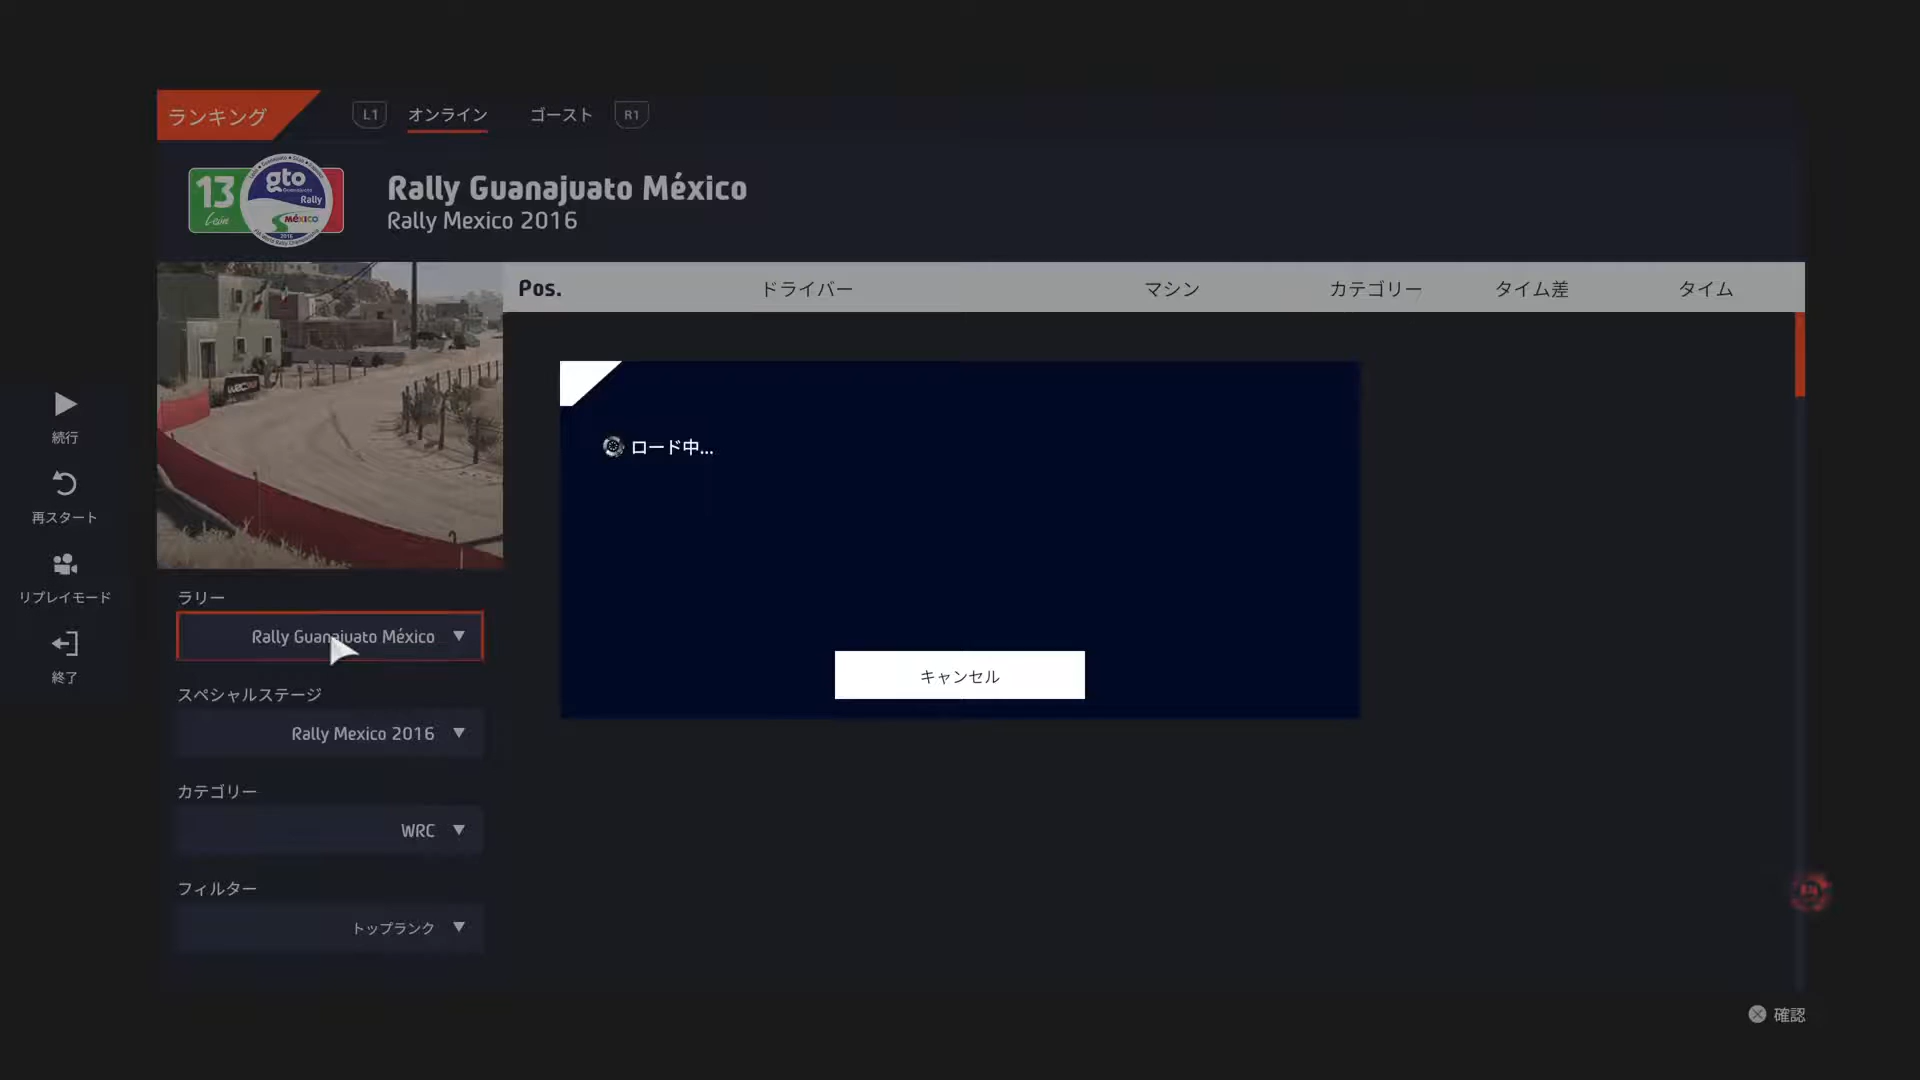 ランキング
L1
オンライン
ゴースト
R1
13
León
gto
Guanajuato
Rally
México
2016
Rally Guanajuato México
Rally Mexico 2016
Pos.
ドライバー
マシン
カテゴリー
タイム差
タイム
ロード中...
キャンセル
続行
再スタート
リプレイモード
終了
ラリー
Rally Guanajuato México
スペシャルステージ
Rally Mexico 2016
カテゴリー
WRC
フィルター
トップランク
確認